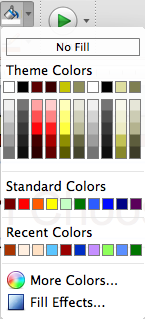 No Fill
Theme Colors
Standard Colors
Recent Colors
More Colors...
Fill Effects...